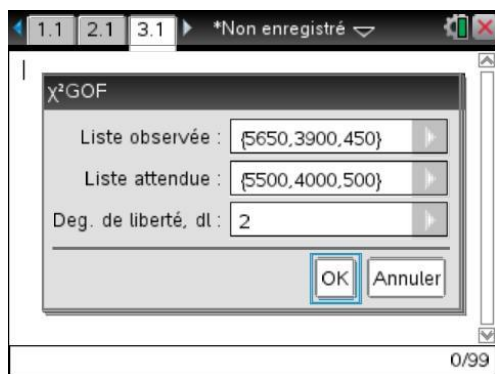 1.1 2.1 3.1 *Non enregistré
χ²GOF
Liste observée : {5650,3900,450}
Liste attendue : {5500,4000,500}
Deg. de liberté, dl : 2
OK Annuler
0/99